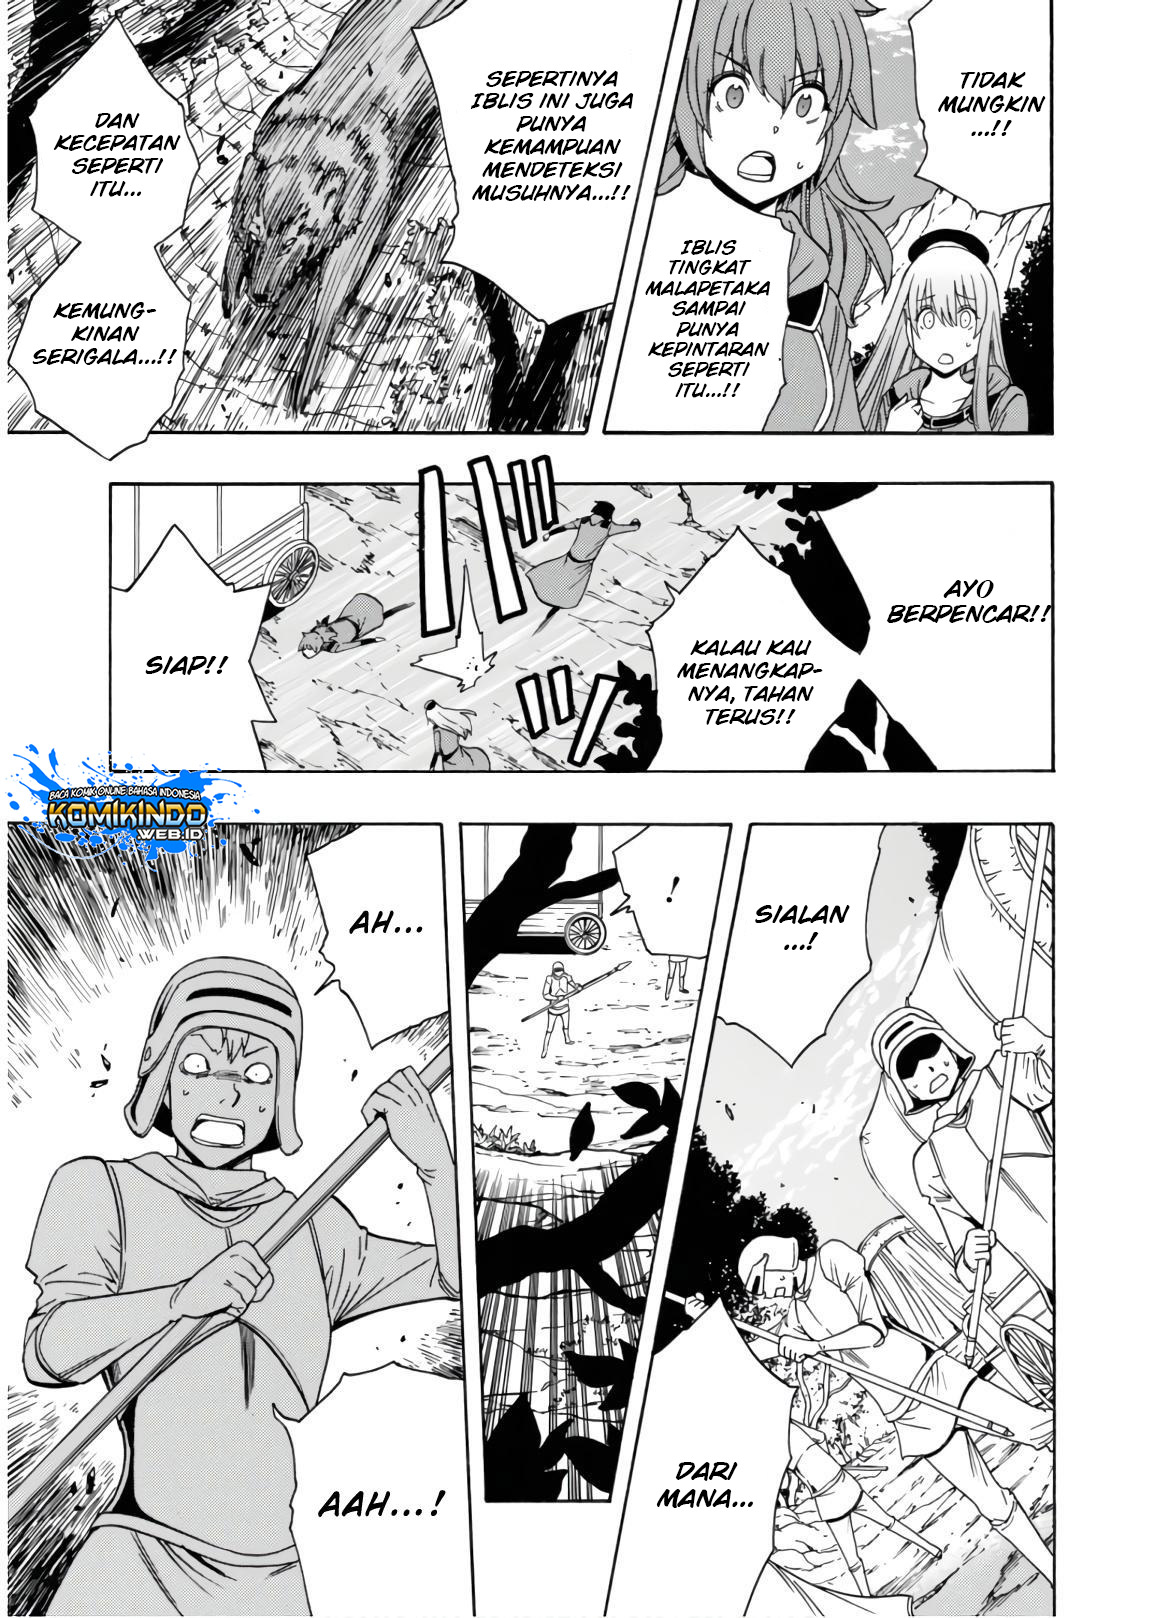 TIDAK
MUNGKIN
...!!
IBLIS
TINGKAT
MALAPETAKA
SAMPAI
PUNYA
KEPINTARAN
SEPERTI
ITU...!!
SEPERTINYA
IBLIS INI JUGA
PUNYA
KEMAMPUAN
MENDETEKSI
MUSUHNYA...!!
DAN
KECEPATAN
SEPERTI
ITU...
KEMUNG-
KINAN
SERIGALA...!!
AYO
BERPENCAR!!
KALAU KAU
MENANGKAP-
NYA, TAHAN
TERUS!!
SIAP!!
BACA KOMIK ONLINE BAHASA INDONESIA
KOMIKINDO
WEB.ID
SIALAN
...!
DARI
MANA...
!
AH...
AAH...!